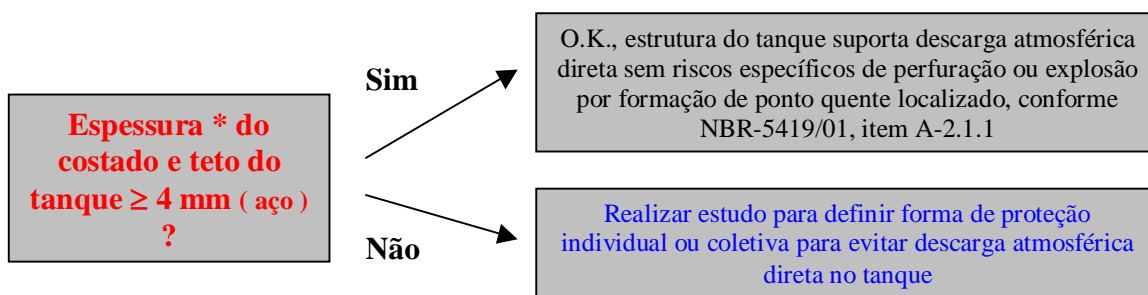 Espessura * do
costado e teto do
tanque ≥ 4 mm ( aço )
?
Sim
O.K., estrutura do tanque suporta descarga atmosférica
direta sem riscos específicos de perfuração ou explosão
por formação de ponto quente localizado, conforme
NBR-5419/01, item A-2.1.1
Não
Realizar estudo para definir forma de proteção
individual ou coletiva para evitar descarga atmosférica
direta no tanque